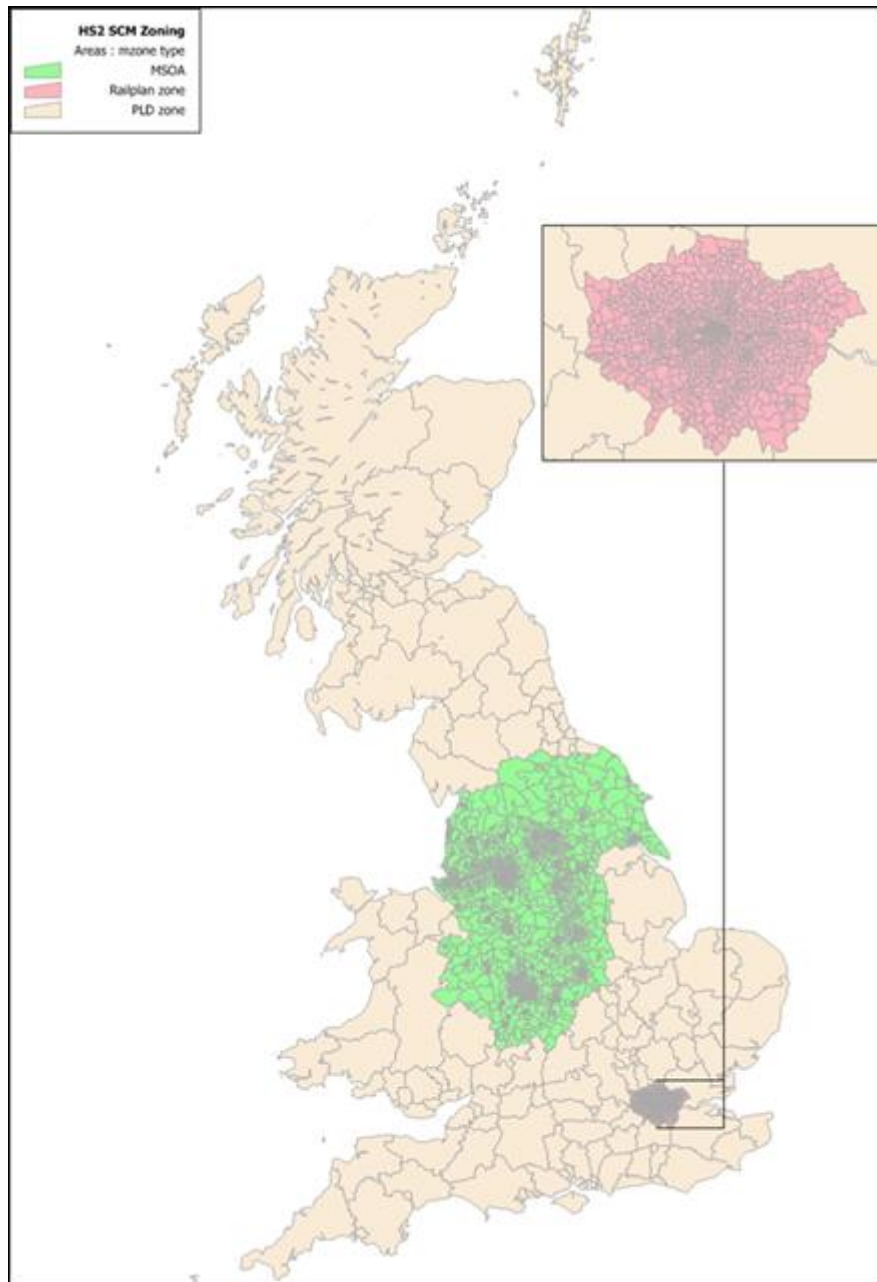 HS2 SCM Zoning
Areas : mzone type
MSOA
Railplan zone
PLD zone